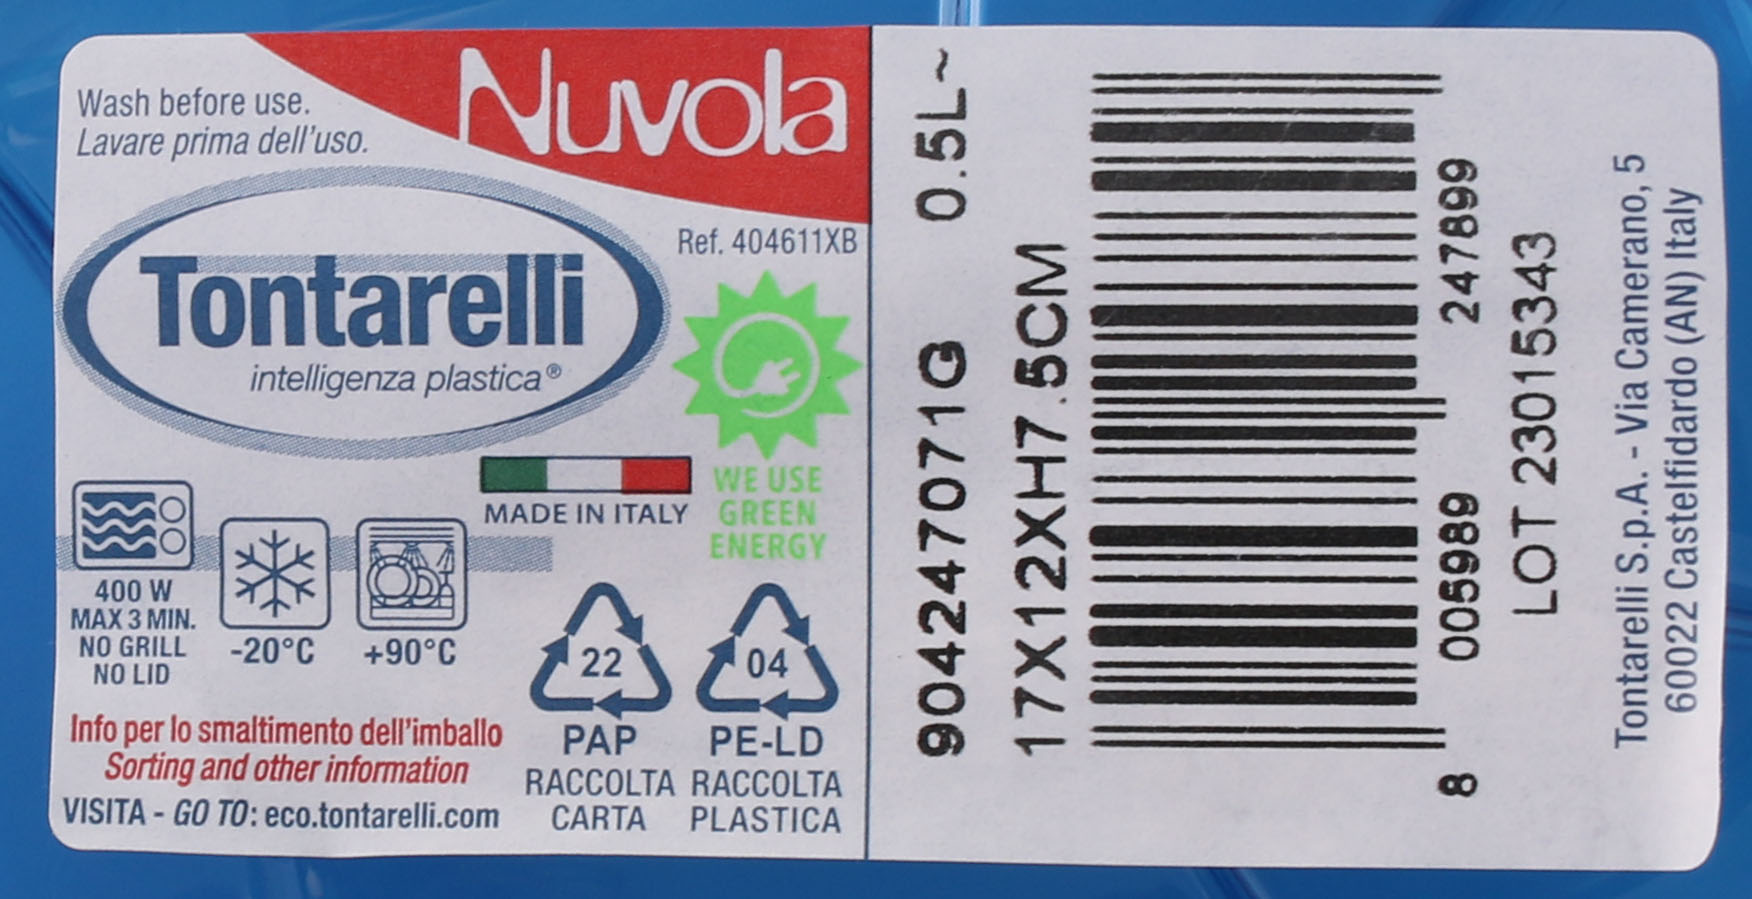 Wash before use.
Lavare prima dell'uso.
Nuvola
Ref. 404611XB
Tontarelli
intelligenza plastica®
MADE IN ITALY
WE USE
GREEN
ENERGY
400 W
MAX 3 MIN.
NO GRILL
NO LID
-20°C
+90°C
22
PAP
RACCOLTA
CARTA
04
PE-LD
RACCOLTA
PLASTICA
Info per lo smaltimento dell'imballo
Sorting and other information
VISITA - GO TO: eco.tontarelli.com
904247071G 0.5L~
17X12XH7.5CM
8 005989 247899
LOT 23015343
Tontarelli S.p.A. - Via Camerano, 5
60022 Castelfidardo (AN) Italy